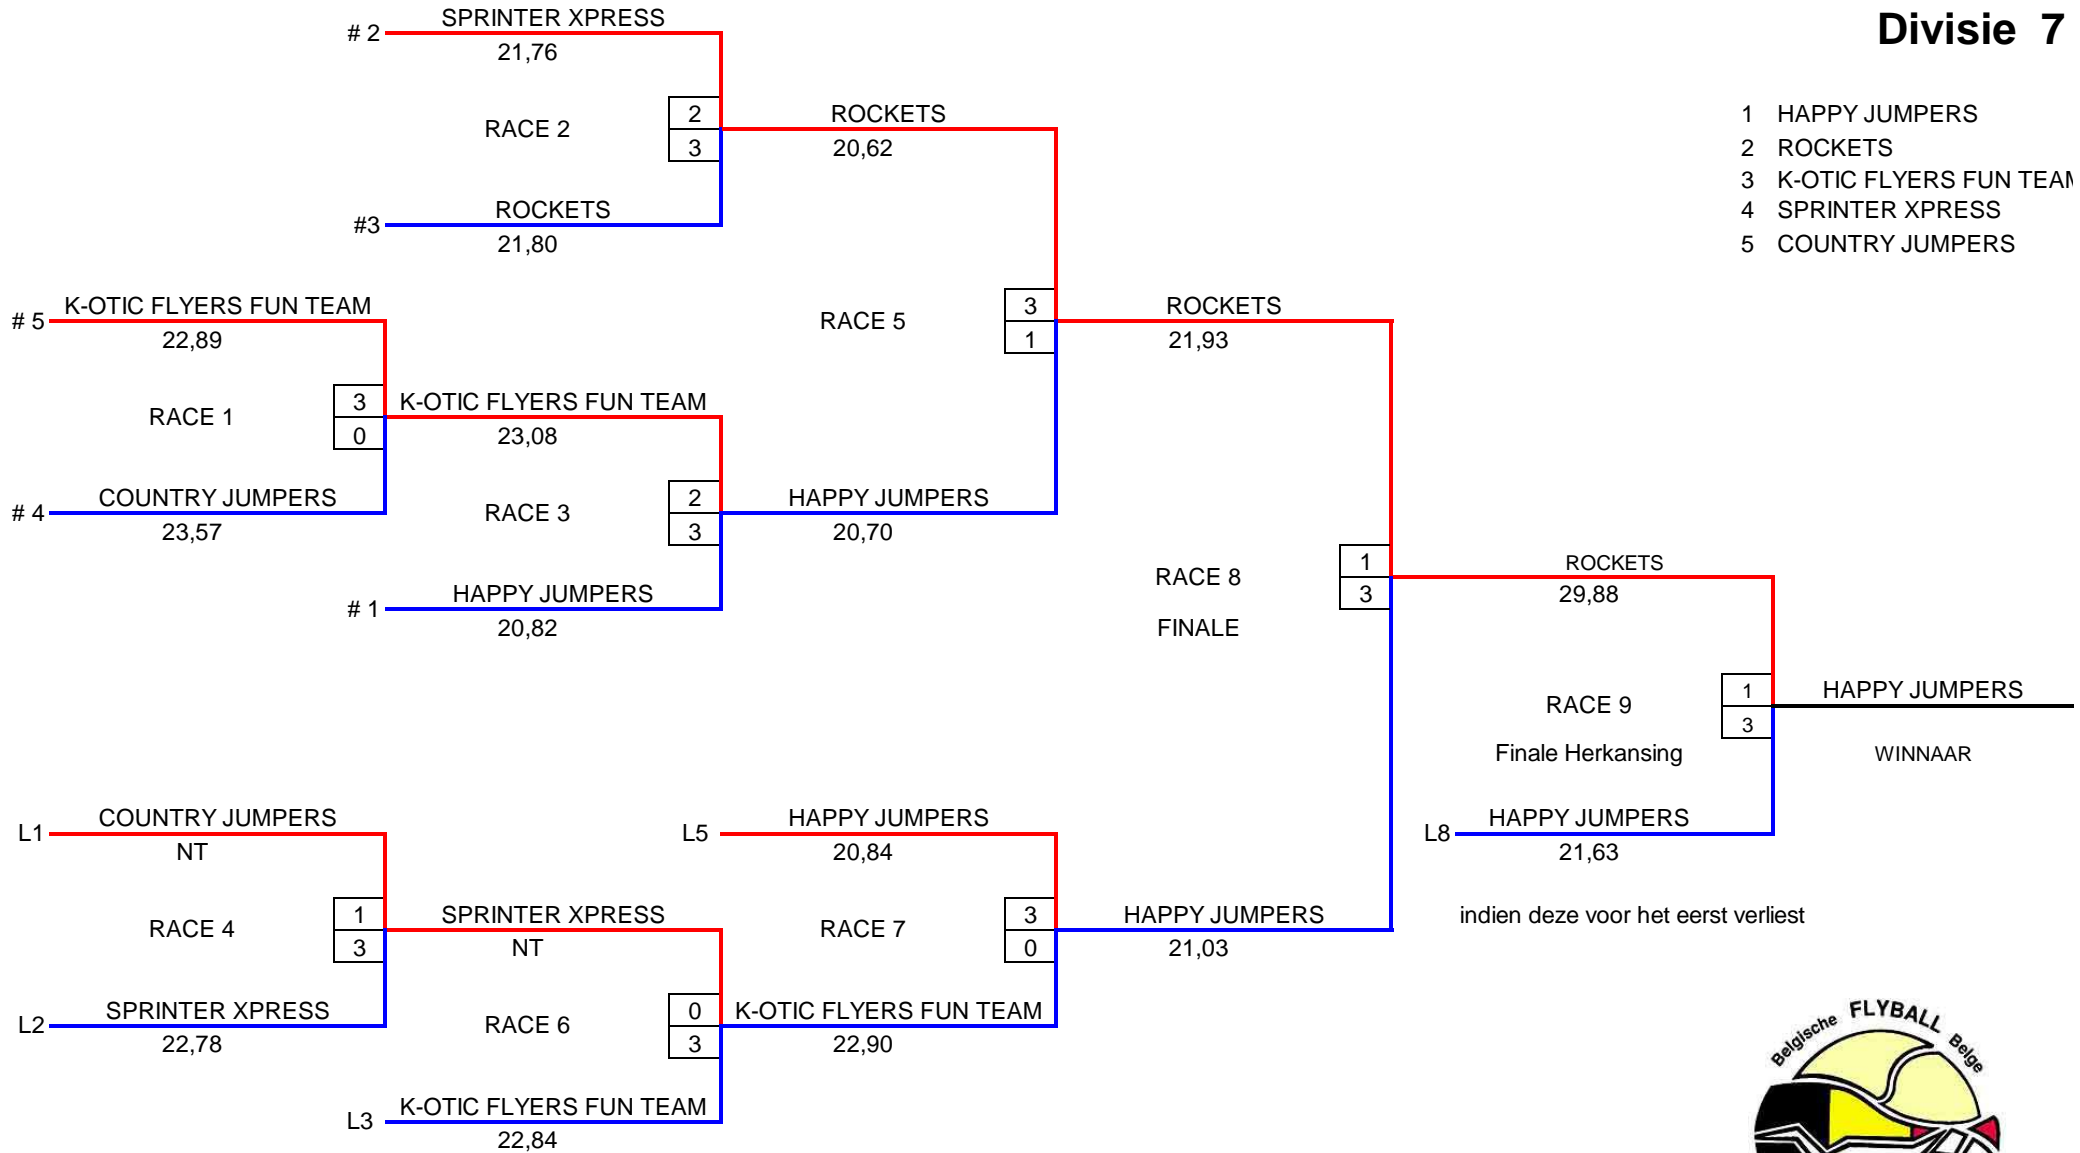 Divisie 7
1 HAPPY JUMPERS
2 ROCKETS
3 K-OTIC FLYERS FUN TEAM
4 SPRINTER XPRESS
5 COUNTRY JUMPERS
# 2 SPRINTER XPRESS
21,76
RACE 2
2
3
#3 ROCKETS
21,80
ROCKETS
20,62
# 5 K-OTIC FLYERS FUN TEAM
22,89
RACE 1
3
0
# 4 COUNTRY JUMPERS
23,57
K-OTIC FLYERS FUN TEAM
23,08
RACE 3
2
3
# 1 HAPPY JUMPERS
20,82
RACE 5
3
1
HAPPY JUMPERS
20,70
ROCKETS
21,93
RACE 8
FINALE
1
3
ROCKETS
29,88
RACE 9
Finale Herkansing
1
3
HAPPY JUMPERS
WINNAAR
L8 HAPPY JUMPERS
21,63
indien deze voor het eerst verliest
L1 COUNTRY JUMPERS
NT
RACE 4
1
3
L2 SPRINTER XPRESS
22,78
SPRINTER XPRESS
NT
RACE 6
0
3
L3 K-OTIC FLYERS FUN TEAM
22,84
L5 HAPPY JUMPERS
20,84
RACE 7
3
0
K-OTIC FLYERS FUN TEAM
22,90
HAPPY JUMPERS
21,03
Belgische FLYBALL Belge